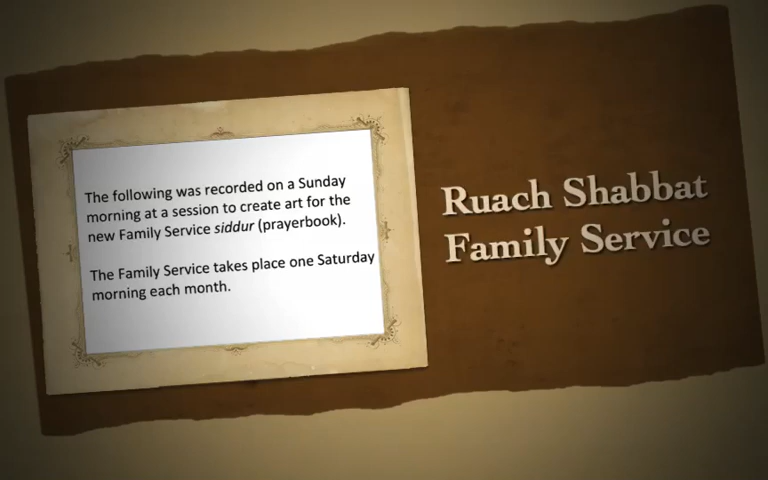 The following was recorded on a Sunday
morning at a session to create art for the
new Family Service siddur (prayerbook).
The Family Service takes place one Saturday
morning each month.
Ruach Shabbat
Family Service